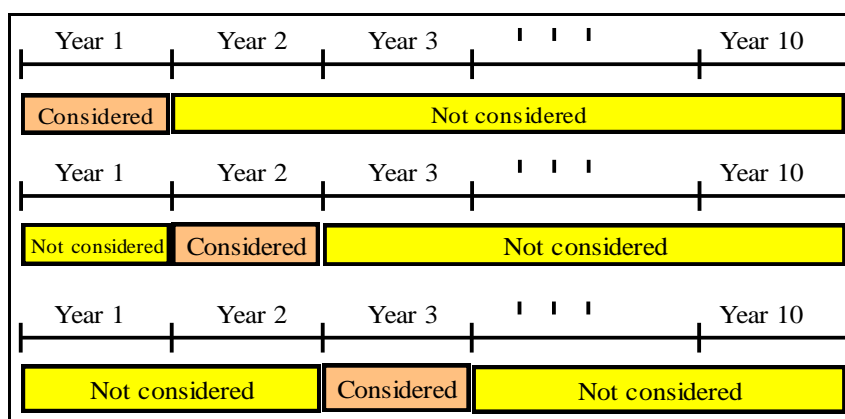 Year 1 Year 2 Year 3 Year 10
Considered Not considered
Year 1 Year 2 Year 3 Year 10
Not considered Considered Not considered
Year 1 Year 2 Year 3 Year 10
Not considered Considered Not considered